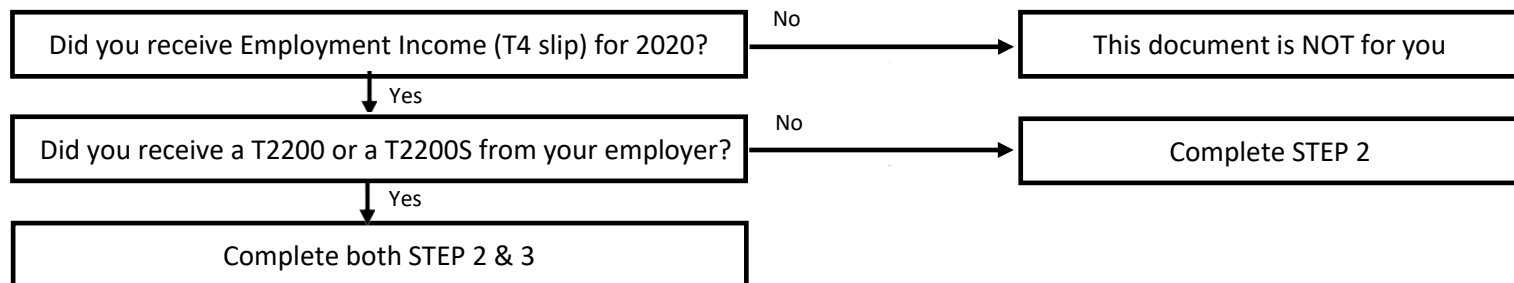 Did you receive Employment Income (T4 slip) for 2020?
No
This document is NOT for you
Yes
Did you receive a T2200 or a T2200S from your employer?
No
Complete STEP 2
Yes
Complete both STEP 2 & 3